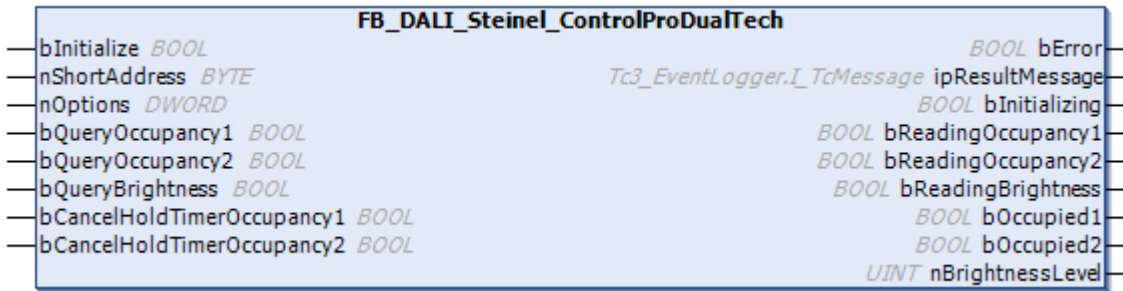 FB_DALI_Steinel_ControlProDualTech
bInitialize BOOL BOOL bError
nShortAddress BYTE Tc3_EventLogger.I_TcMessage ipResultMessage
nOptions DWORD BOOL bInitializing
bQueryOccupancy1 BOOL BOOL bReadingOccupancy1
bQueryOccupancy2 BOOL BOOL bReadingOccupancy2
bQueryBrightness BOOL BOOL bReadingBrightness
bCancelHoldTimerOccupancy1 BOOL BOOL bOccupied1
bCancelHoldTimerOccupancy2 BOOL BOOL bOccupied2
UINT nBrightnessLevel